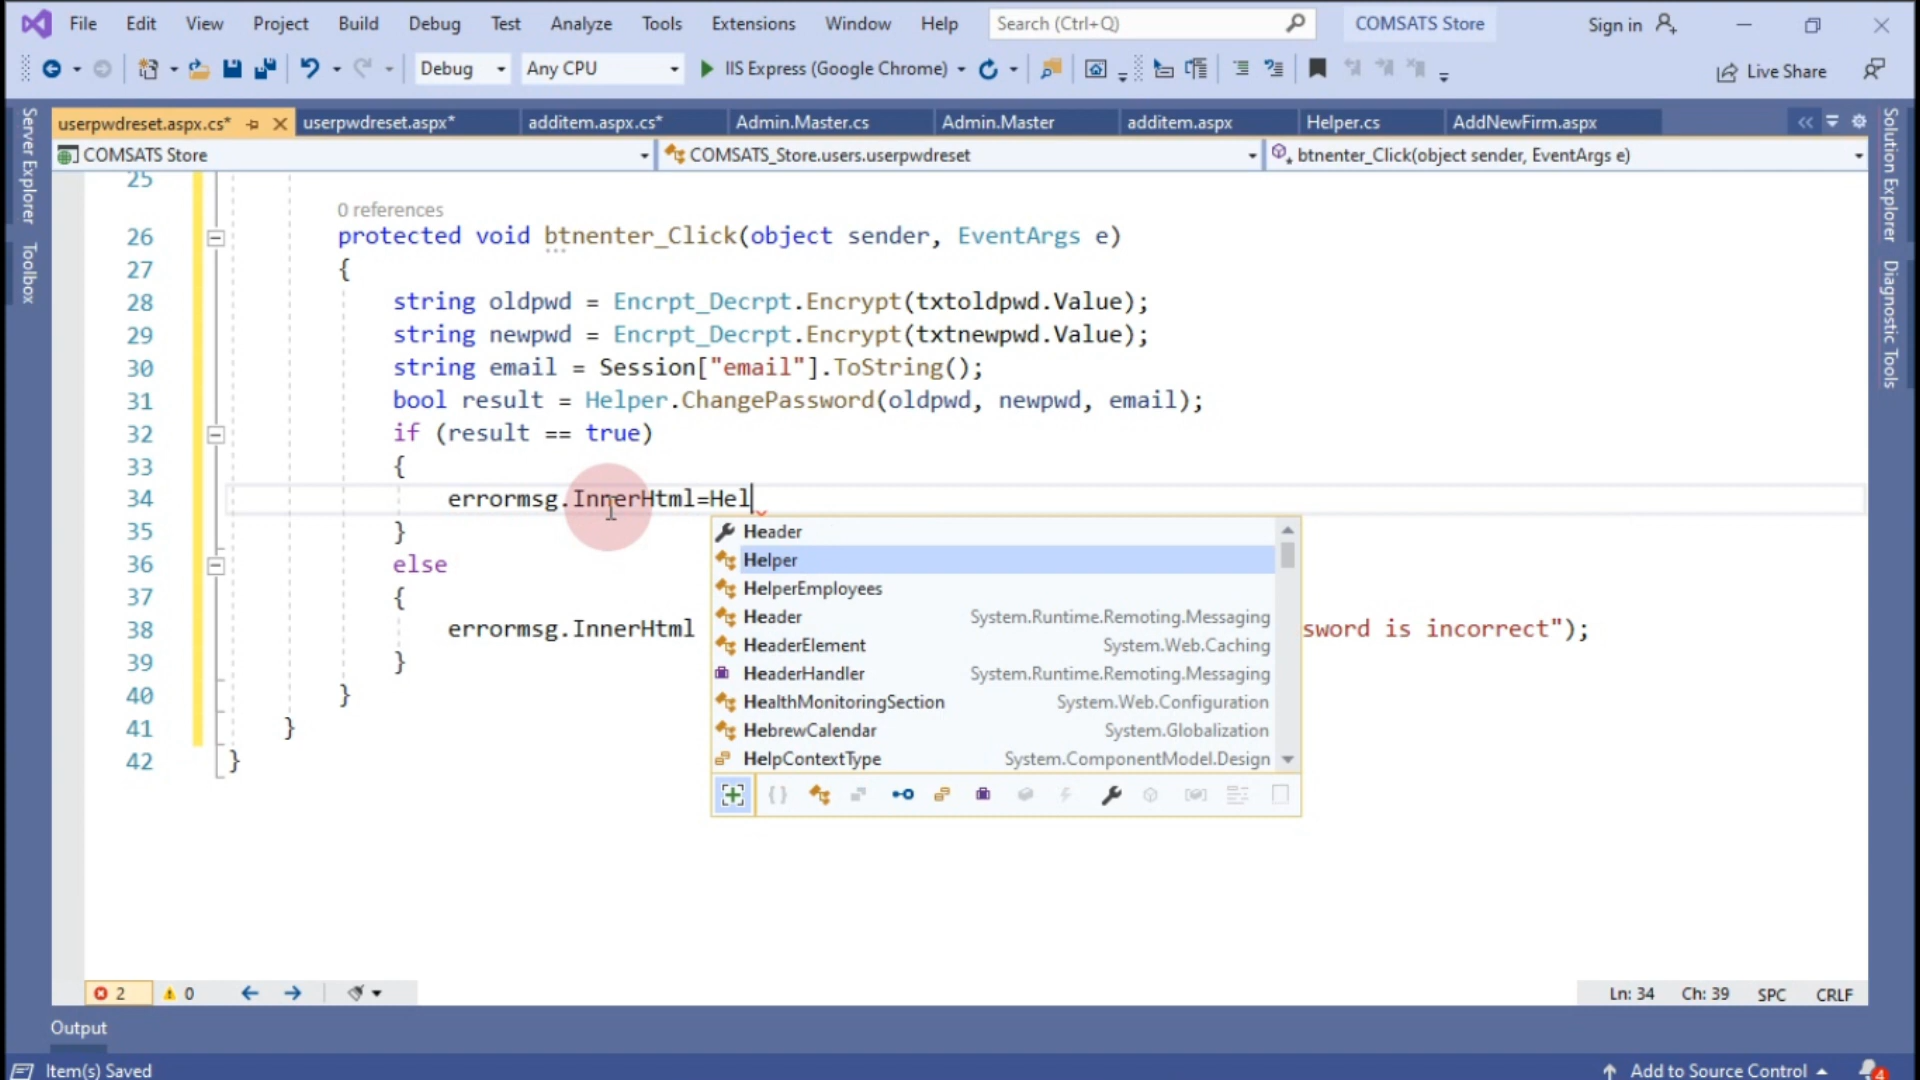 File Edit View Project Build Debug Test Analyze Tools Extensions Window Help Search (Ctrl+Q) COMSATS Store Sign in
Debug Any CPU IIS Express (Google Chrome) Live Share
userpwdreset.aspx.cs* userpwdreset.aspx* additem.aspx.cs* Admin.Master.cs Admin.Master additem.aspx Helper.cs AddNewFirm.aspx
COMSATS Store COMSATS_Store.users.userpwdreset btnenter_Click(object sender, EventArgs e)
Server Explorer
Toolbox
Solution Explorer
Diagnostic Tools
25
0 references
26 protected void btnenter_Click(object sender, EventArgs e)
27 {
28 string oldpwd = Encrpt_Decrpt.Encrypt(txtoldpwd.Value);
29 string newpwd = Encrpt_Decrpt.Encrypt(txtnewpwd.Value);
30 string email = Session["email"].ToString();
31 bool result = Helper.ChangePassword(oldpwd, newpwd, email);
32 if (result == true)
33 {
34 errormsg.InnerHtml=Hel
35 }
36 else
37 {
38 errormsg.InnerHtml sword is incorrect");
39 }
40 }
41 }
42 }
Header
Helper
HelperEmployees
Header System.Runtime.Remoting.Messaging
HeaderElement System.Web.Caching
HeaderHandler System.Runtime.Remoting.Messaging
HealthMonitoringSection System.Web.Configuration
HebrewCalendar System.Globalization
HelpContextType System.ComponentModel.Design
2 0 Ln: 34 Ch: 39 SPC CRLF
Output
Item(s) Saved Add to Source Control 4